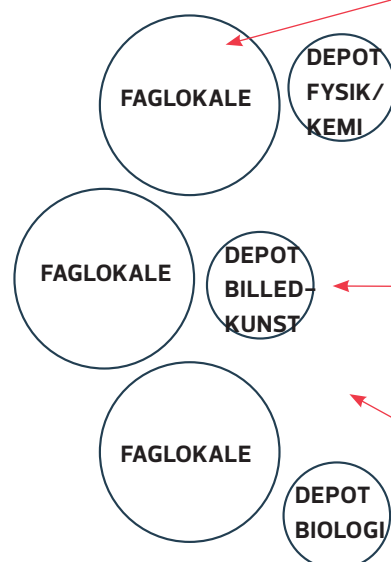 FAGLOKALE
DEPOT
FYSIK/
KEMI
FAGLOKALE
DEPOT
BILLED-
KUNST
FAGLOKALE
DEPOT
BIOLOGI